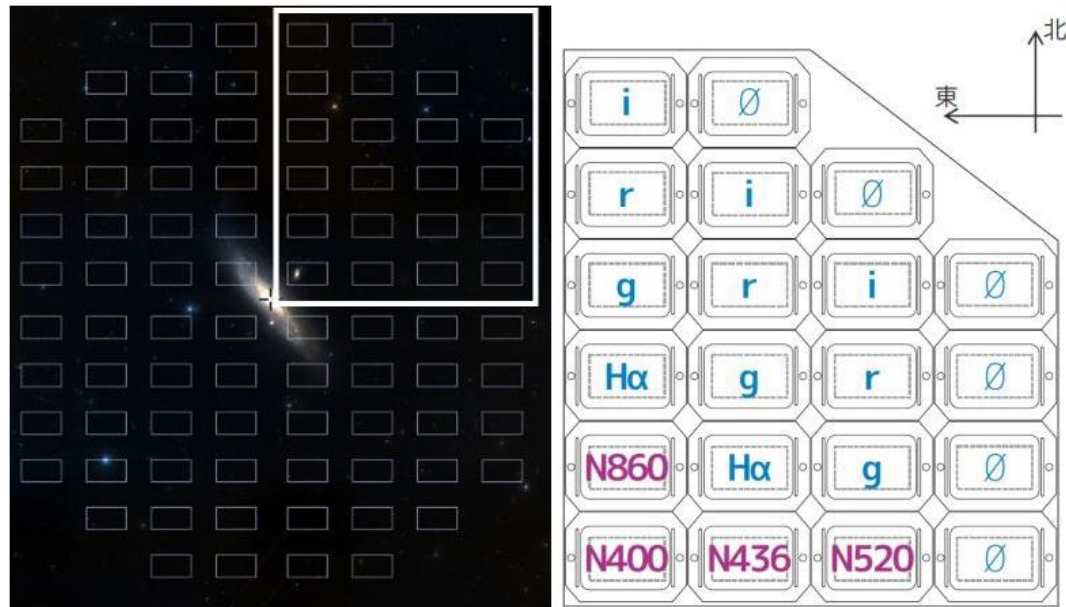 北
東
i Ø
r i Ø
g r i Ø
Hα g r Ø
N860 Hα g Ø
N400 N436 N520 Ø